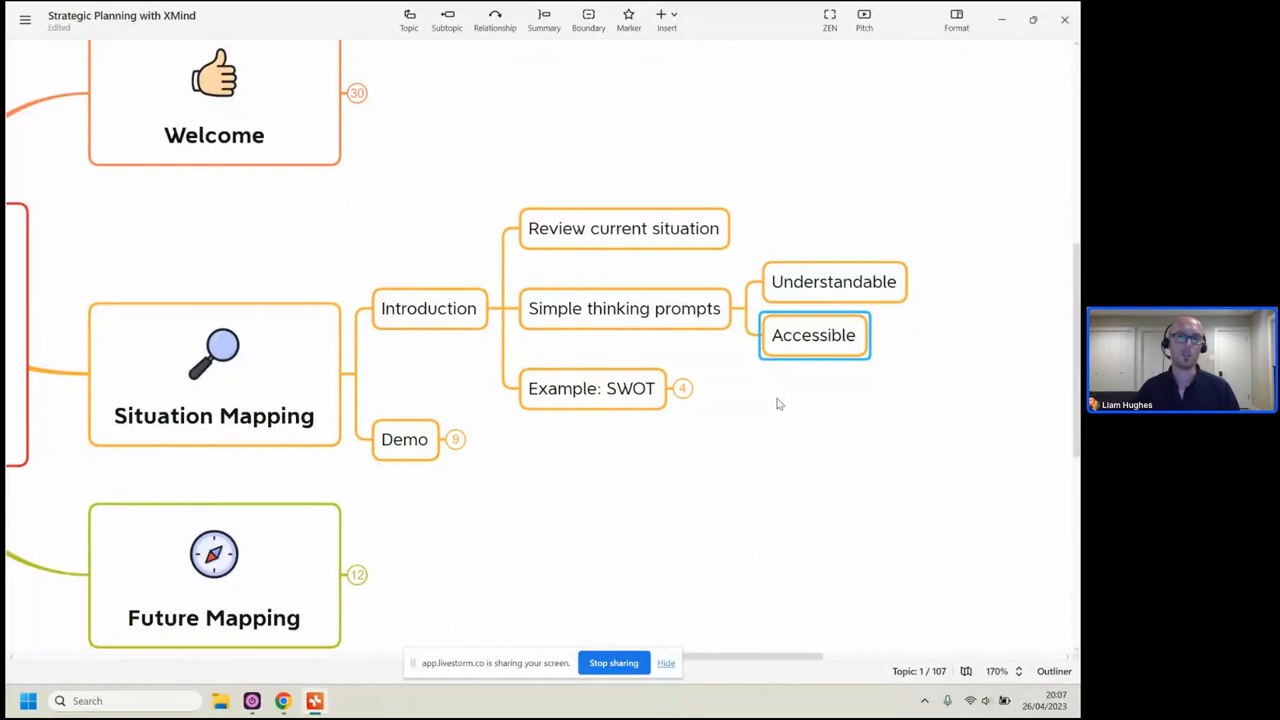 Strategic Planning with XMind
Edited
Topic
Subtopic
Relationship
Summary
Boundary
Marker
Insert
ZEN
Pitch
Format
Welcome
30
Situation Mapping
Introduction
Review current situation
Simple thinking prompts
Understandable
Accessible
Example: SWOT
4
Demo
9
Future Mapping
12
Liam Hughes
app.livestorm.co is sharing your screen.
Stop sharing
Hide
Topic: 1 / 107
170%
Outliner
Search
20:07
26/04/2023